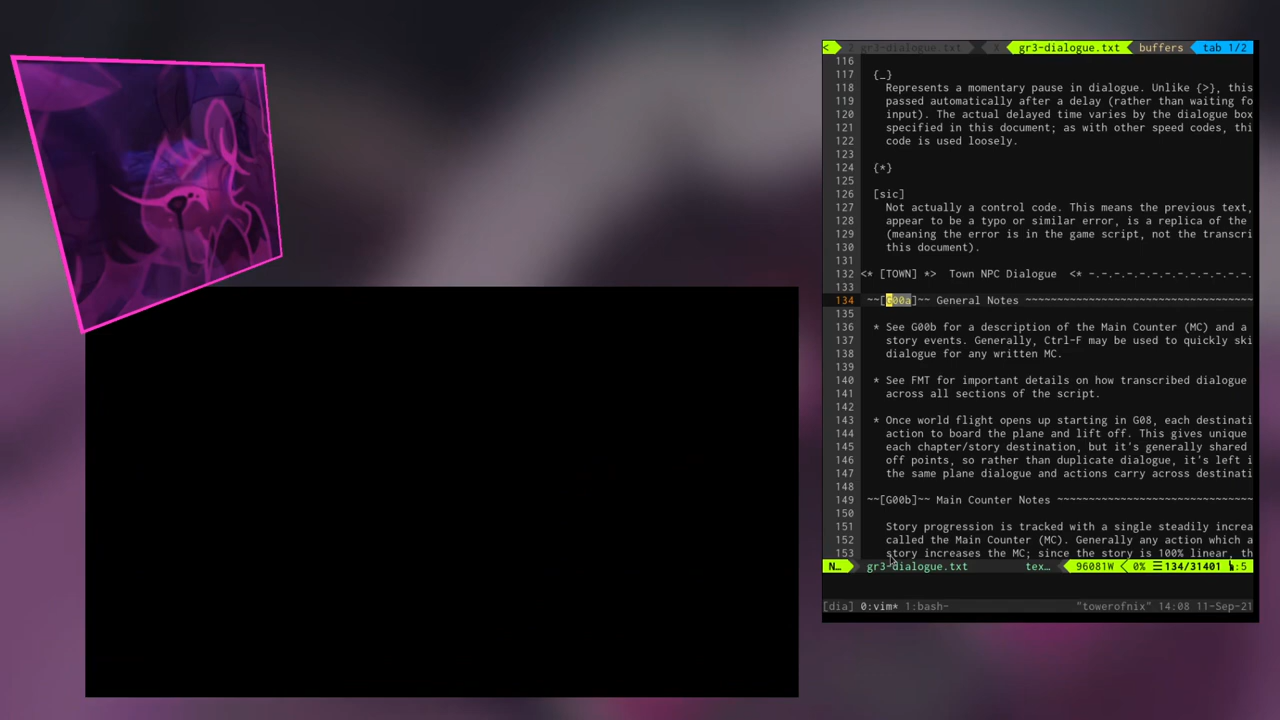 < 2 gr3-dialogue.txt gr3-dialogue.txt buffers tab 1/2
116
117 {_}
118 Represents a momentary pause in dialogue. Unlike {>}, this
119 passed automatically after a delay (rather than waiting fo
120 input). The actual delayed time varies by the dialogue box
121 specified in this document; as with other speed codes, thi
122 code is used loosely.
123
124 {*}
125
126 [sic]
127 Not actually a control code. This means the previous text,
128 appear to be a typo or similar error, is a replica of the
129 (meaning the error is in the game script, not the transcri
130 this document).
131
132 <* [TOWN] *> Town NPC Dialogue <* -.-.-.-.-.-.-.-.-.-.-.-.-.
133
134 ~~[G00a]~~ General Notes ~~~~~~~~~~~~~~~~~~~~~~~~~~~~~~~~~~~~
135
136 * See G00b for a description of the Main Counter (MC) and a
137 story events. Generally, Ctrl-F may be used to quickly ski
138 dialogue for any written MC.
139
140 * See FMT for important details on how transcribed dialogue
141 across all sections of the script.
142
143 * Once world flight opens up starting in G08, each destinati
144 action to board the plane and lift off. This gives unique
145 each chapter/story destination, but it's generally shared
146 off points, so rather than duplicate dialogue, it's left i
147 the same plane dialogue and actions carry across destinati
148
149 ~~[G00b]~~ Main Counter Notes ~~~~~~~~~~~~~~~~~~~~~~~~~~~~~~~
150
151 Story progression is tracked with a single steadily increa
152 called the Main Counter (MC). Generally any action which a
153 story increases the MC; since the story is 100% linear, th
N… gr3-dialogue.txt tex… 96081W < 0% ☰134/31401 :5
[dia] 0:vim* 1:bash- "towerofnix" 14:08 11-Sep-21